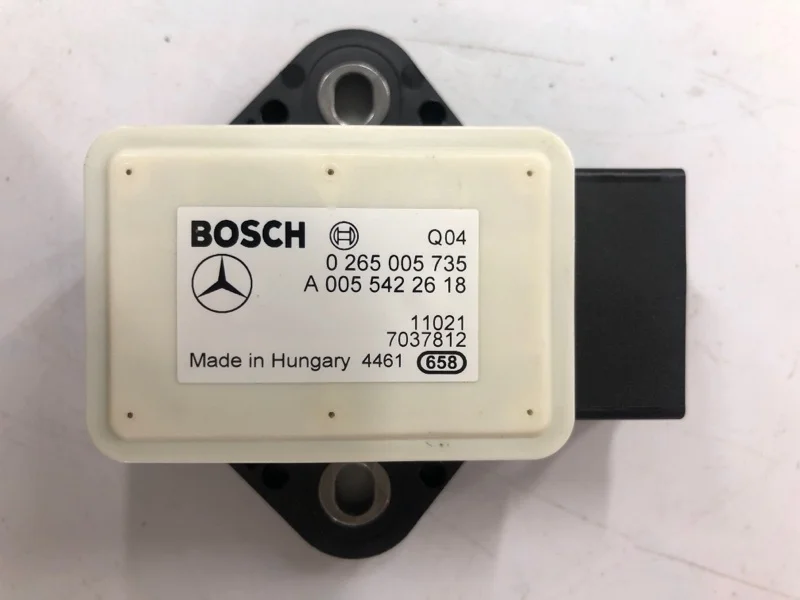 BOSCH
Q04
0 265 005 735
A 005 542 26 18
11021
7037812
Made in Hungary 4461 658